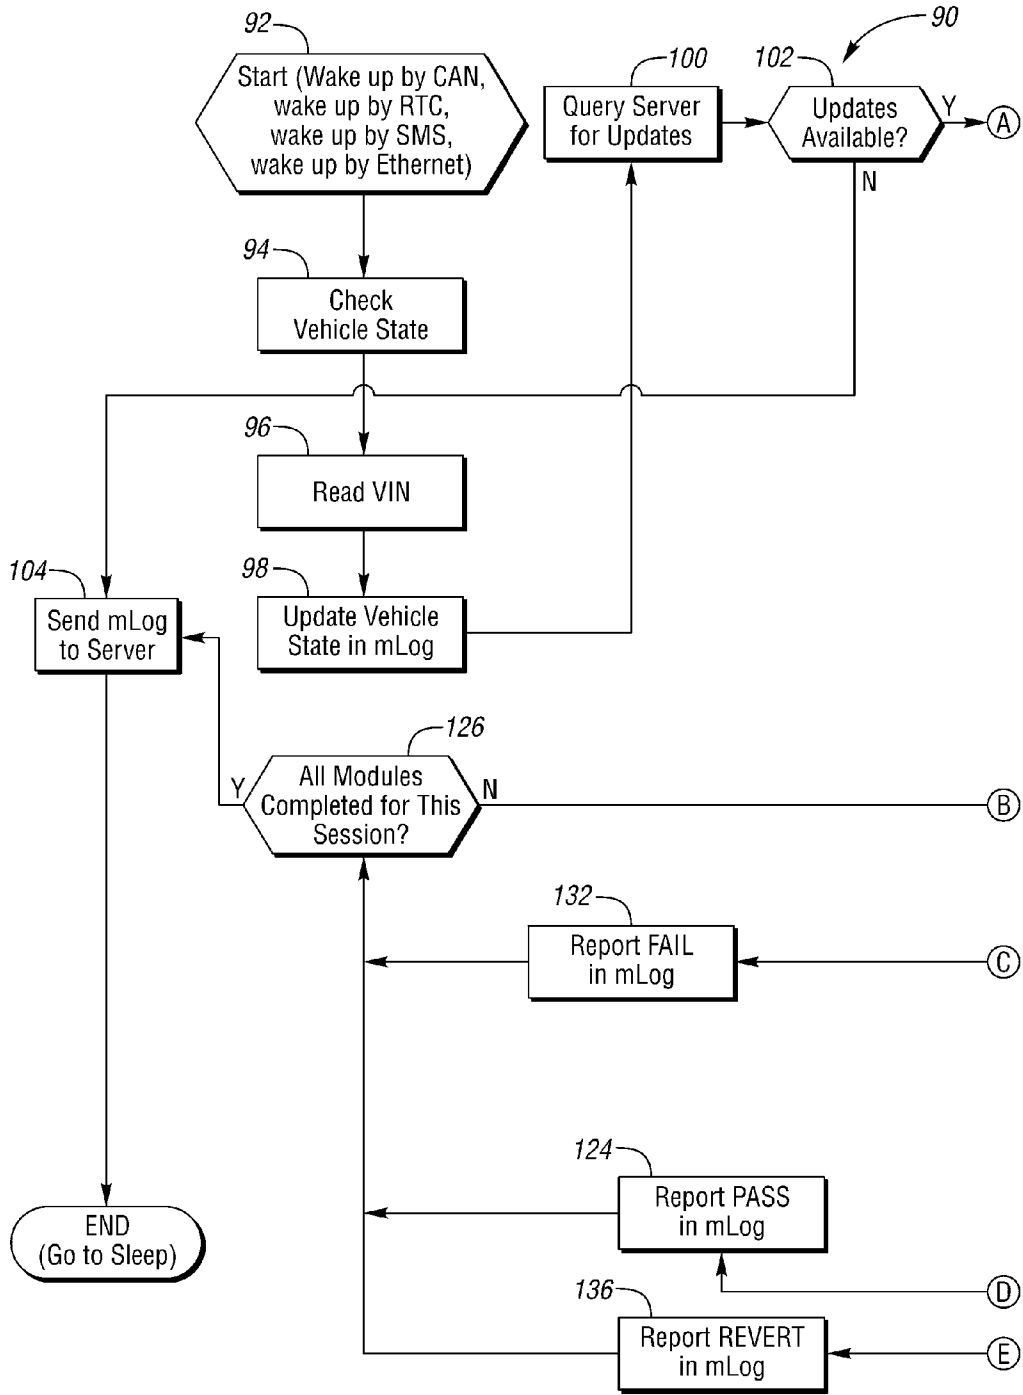 92
Start (Wake up by CAN,
wake up by RTC,
wake up by SMS,
wake up by Ethernet)
100
Query Server
for Updates
102
90
Updates
Available?
Y
A
N
94
Check
Vehicle State
96
Read VIN
98
Update Vehicle
State in mLog
104
Send mLog
to Server
126
All Modules
Completed for This
Session?
Y
N
B
132
Report FAIL
in mLog
C
124
Report PASS
in mLog
D
136
Report REVERT
in mLog
E
END
(Go to Sleep)